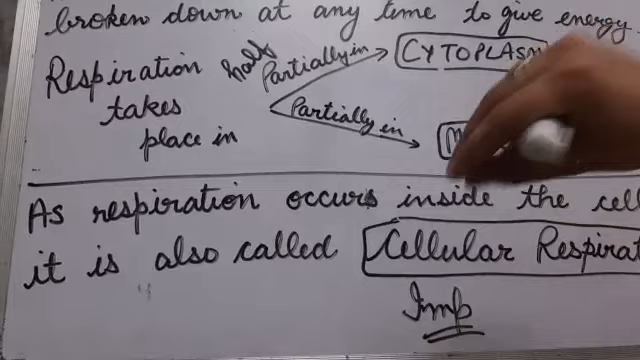 broken down at any time to give energy.
Respiration half Partially in CYTOPLASM
takes Partially in
place in
As respiration occurs inside the cell
it is also called Cellular Respirat
Imp